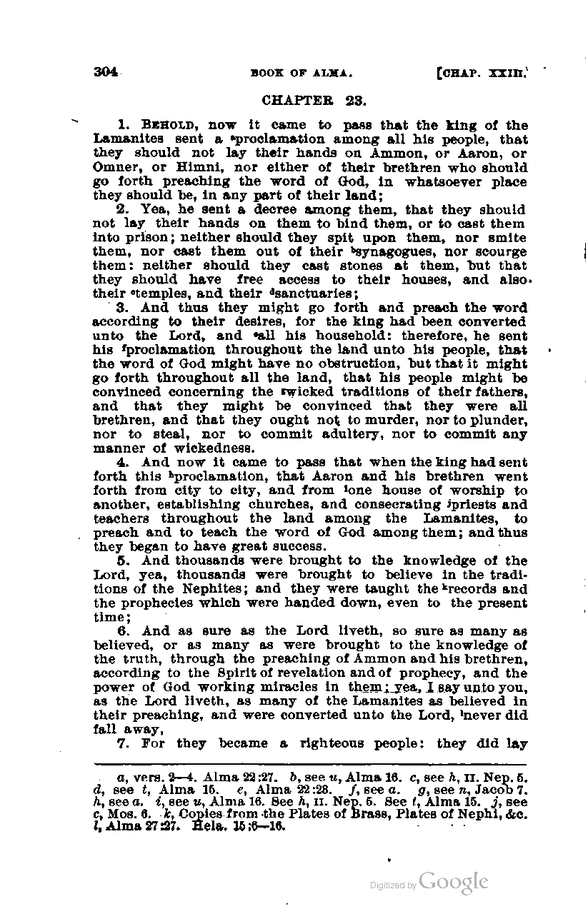 304 BOOK OF ALMA. [CHAP. XXIII.
CHAPTER 23.
1. BEHOLD, now it came to pass that the king of the
Lamanites sent a ᵃproclamation among all his people, that
they should not lay their hands on Ammon, or Aaron, or
Omner, or Himni, nor either of their brethren who should
go forth preaching the word of God, in whatsoever place
they should be, in any part of their land;
2. Yea, he sent a decree among them, that they should
not lay their hands on them to bind them, or to cast them
into prison; neither should they spit upon them, nor smite
them, nor cast them out of their ᵇsynagogues, nor scourge
them: neither should they cast stones at them, but that
they should have free access to their houses, and also
their ᶜtemples, and their ᵈsanctuaries;
3. And thus they might go forth and preach the word
according to their desires, for the king had been converted
unto the Lord, and ᵉall his household: therefore, he sent
his ᶠproclamation throughout the land unto his people, that
the word of God might have no obstruction, but that it might
go forth throughout all the land, that his people might be
convinced concerning the ᵍwicked traditions of their fathers,
and that they might be convinced that they were all
brethren, and that they ought not to murder, nor to plunder,
nor to steal, nor to commit adultery, nor to commit any
manner of wickedness.
4. And now it came to pass that when the king had sent
forth this ʰproclamation, that Aaron and his brethren went
forth from city to city, and from ⁱone house of worship to
another, establishing churches, and consecrating ʲpriests and
teachers throughout the land among the Lamanites, to
preach and to teach the word of God among them; and thus
they began to have great success.
5. And thousands were brought to the knowledge of the
Lord, yea, thousands were brought to believe in the tradi-
tions of the Nephites; and they were taught the ᵏrecords and
the prophecies which were handed down, even to the present
time;
6. And as sure as the Lord liveth, so sure as many as
believed, or as many as were brought to the knowledge of
the truth, through the preaching of Ammon and his brethren,
according to the Spirit of revelation and of prophecy, and the
power of God working miracles in them; yea, I say unto you,
as the Lord liveth, as many of the Lamanites as believed in
their preaching, and were converted unto the Lord, ˡnever did
fall away,
7. For they became a righteous people: they did lay
a, vers. 2—4. Alma 22:27. b, see u, Alma 16. c, see h, II. Nep. 5.
d, see t, Alma 15. e, Alma 22:28. f, see a. g, see n, Jacob 7.
h, see a. i, see u, Alma 16. See h, II. Nep. 5. See t, Alma 15. j, see
c, Mos. 6. k, Copies from the Plates of Brass, Plates of Nephi, &c.
l, Alma 27:27. Hela. 15:6—16.
Digitized by Google